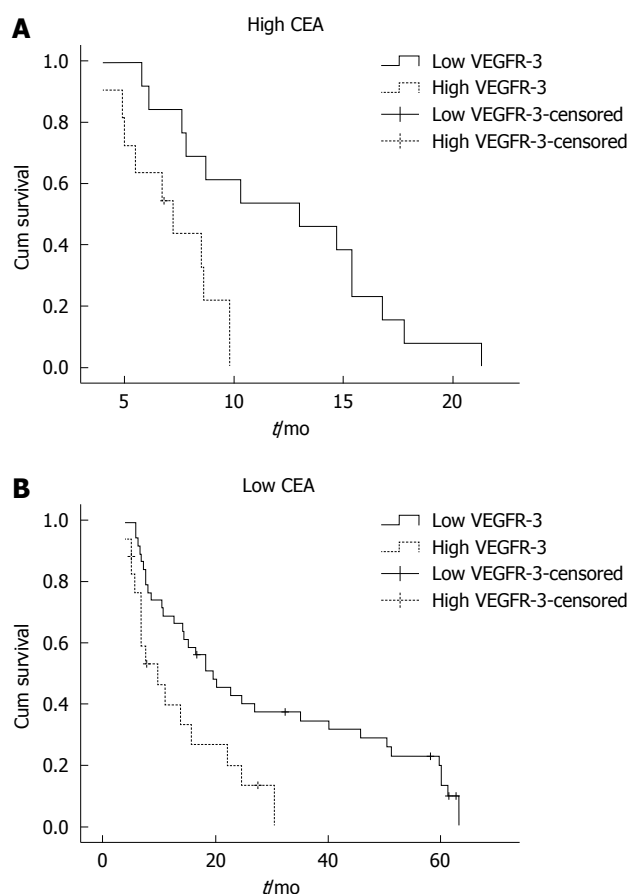 A
High CEA
Low VEGFR-3
High VEGFR-3
Low VEGFR-3-censored
High VEGFR-3-censored
Cum survival
1.0
0.8
0.6
0.4
0.2
0.0
5 10 15 20
t/mo
B
Low CEA
Low VEGFR-3
High VEGFR-3
Low VEGFR-3-censored
High VEGFR-3-censored
Cum survival
1.0
0.8
0.6
0.4
0.2
0.0
0 20 40 60
t/mo